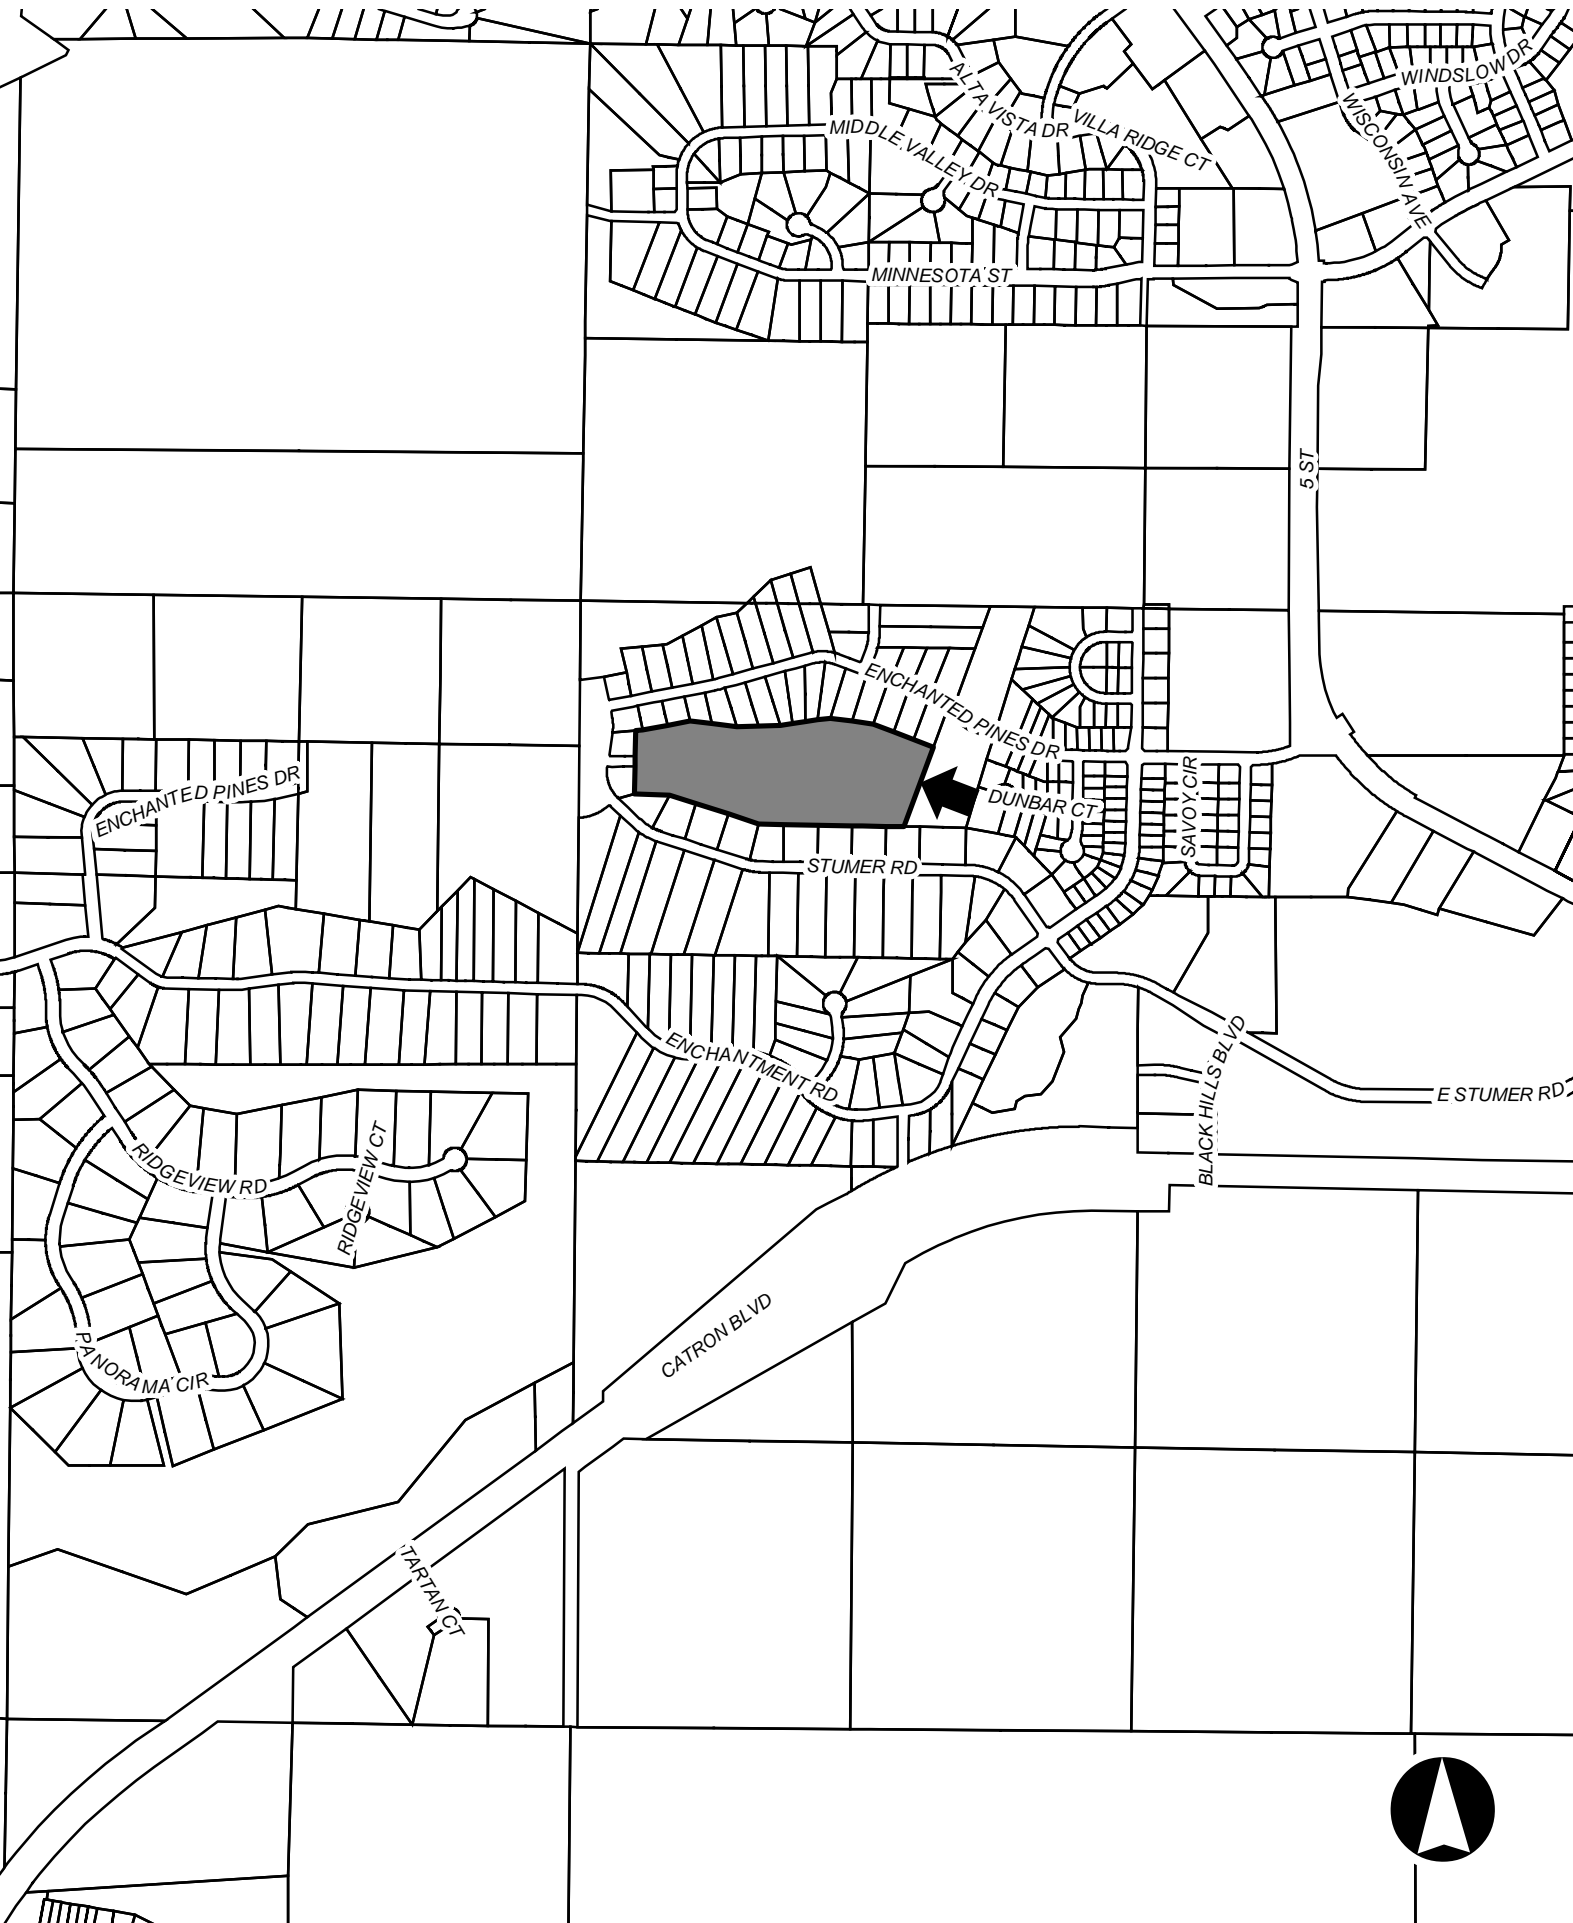 WINDSLOW DR
ALTA VISTA DR
WISCONSIN AVE
VILLA RIDGE CT
MIDDLE VALLEY DR
MINNESOTA ST
5 ST
ENCHANTED PINES DR
SAVOY CIR
ENCHANTED PINES DR
DUNBAR CT
STUMER RD
ENCHANTMENT RD
BLACK HILLS BLVD
E STUMER RD
RIDGEVIEW RD
RIDGEVIEW CT
CATRON BLVD
PANORAMA CIR
TARTAN CT